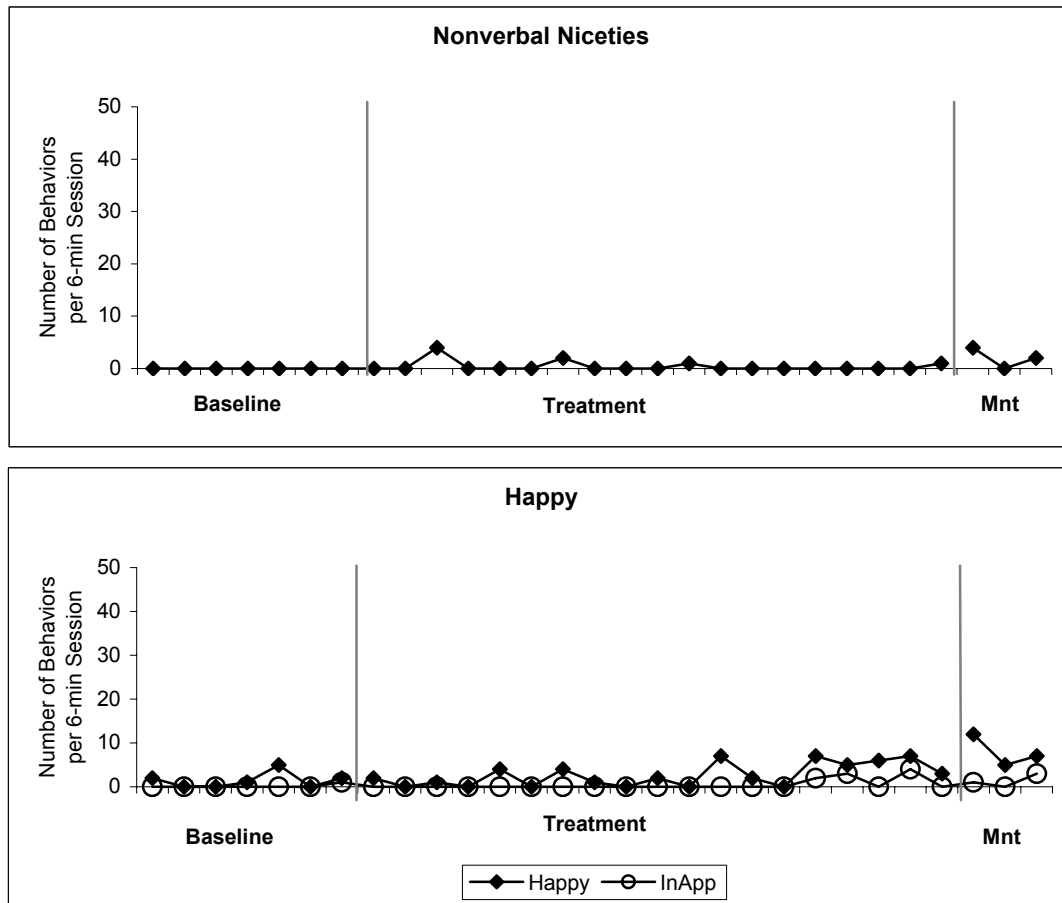 Nonverbal Niceties
Number of Behaviors
per 6-min Session
50
40
30
20
10
0
Baseline
Treatment
Mnt
Happy
Number of Behaviors
per 6-min Session
50
40
30
20
10
0
Baseline
Treatment
Mnt
Happy InApp